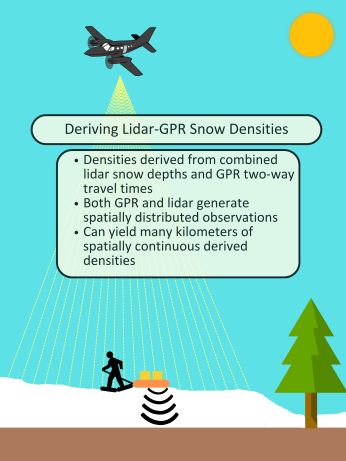 Deriving Lidar-GPR Snow Densities
• Densities derived from combined
lidar snow depths and GPR two-way
travel times
• Both GPR and lidar generate
spatially distributed observations
• Can yield many kilometers of
spatially continuous derived
densities